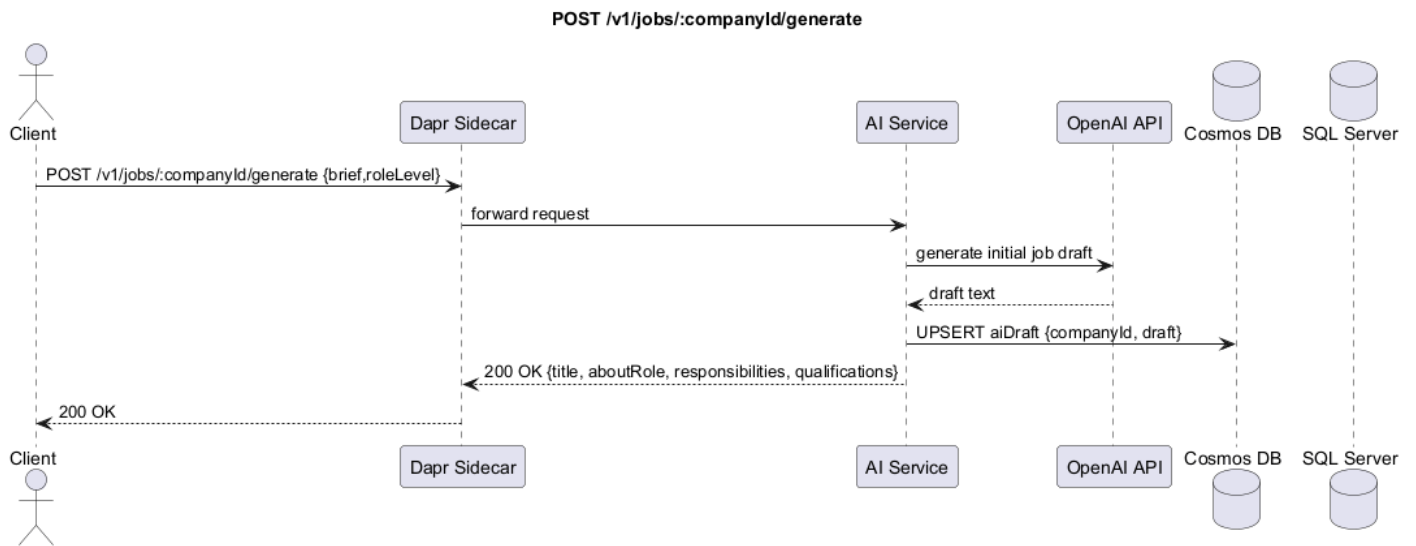 POST /v1/jobs/:companyId/generate
Client
Dapr Sidecar
AI Service
OpenAI API
Cosmos DB
SQL Server
POST /v1/jobs/:companyId/generate {brief,roleLevel}
forward request
generate initial job draft
draft text
UPSERT aiDraft {companyId, draft}
200 OK {title, aboutRole, responsibilities, qualifications}
200 OK
Client
Dapr Sidecar
AI Service
OpenAI API
Cosmos DB
SQL Server